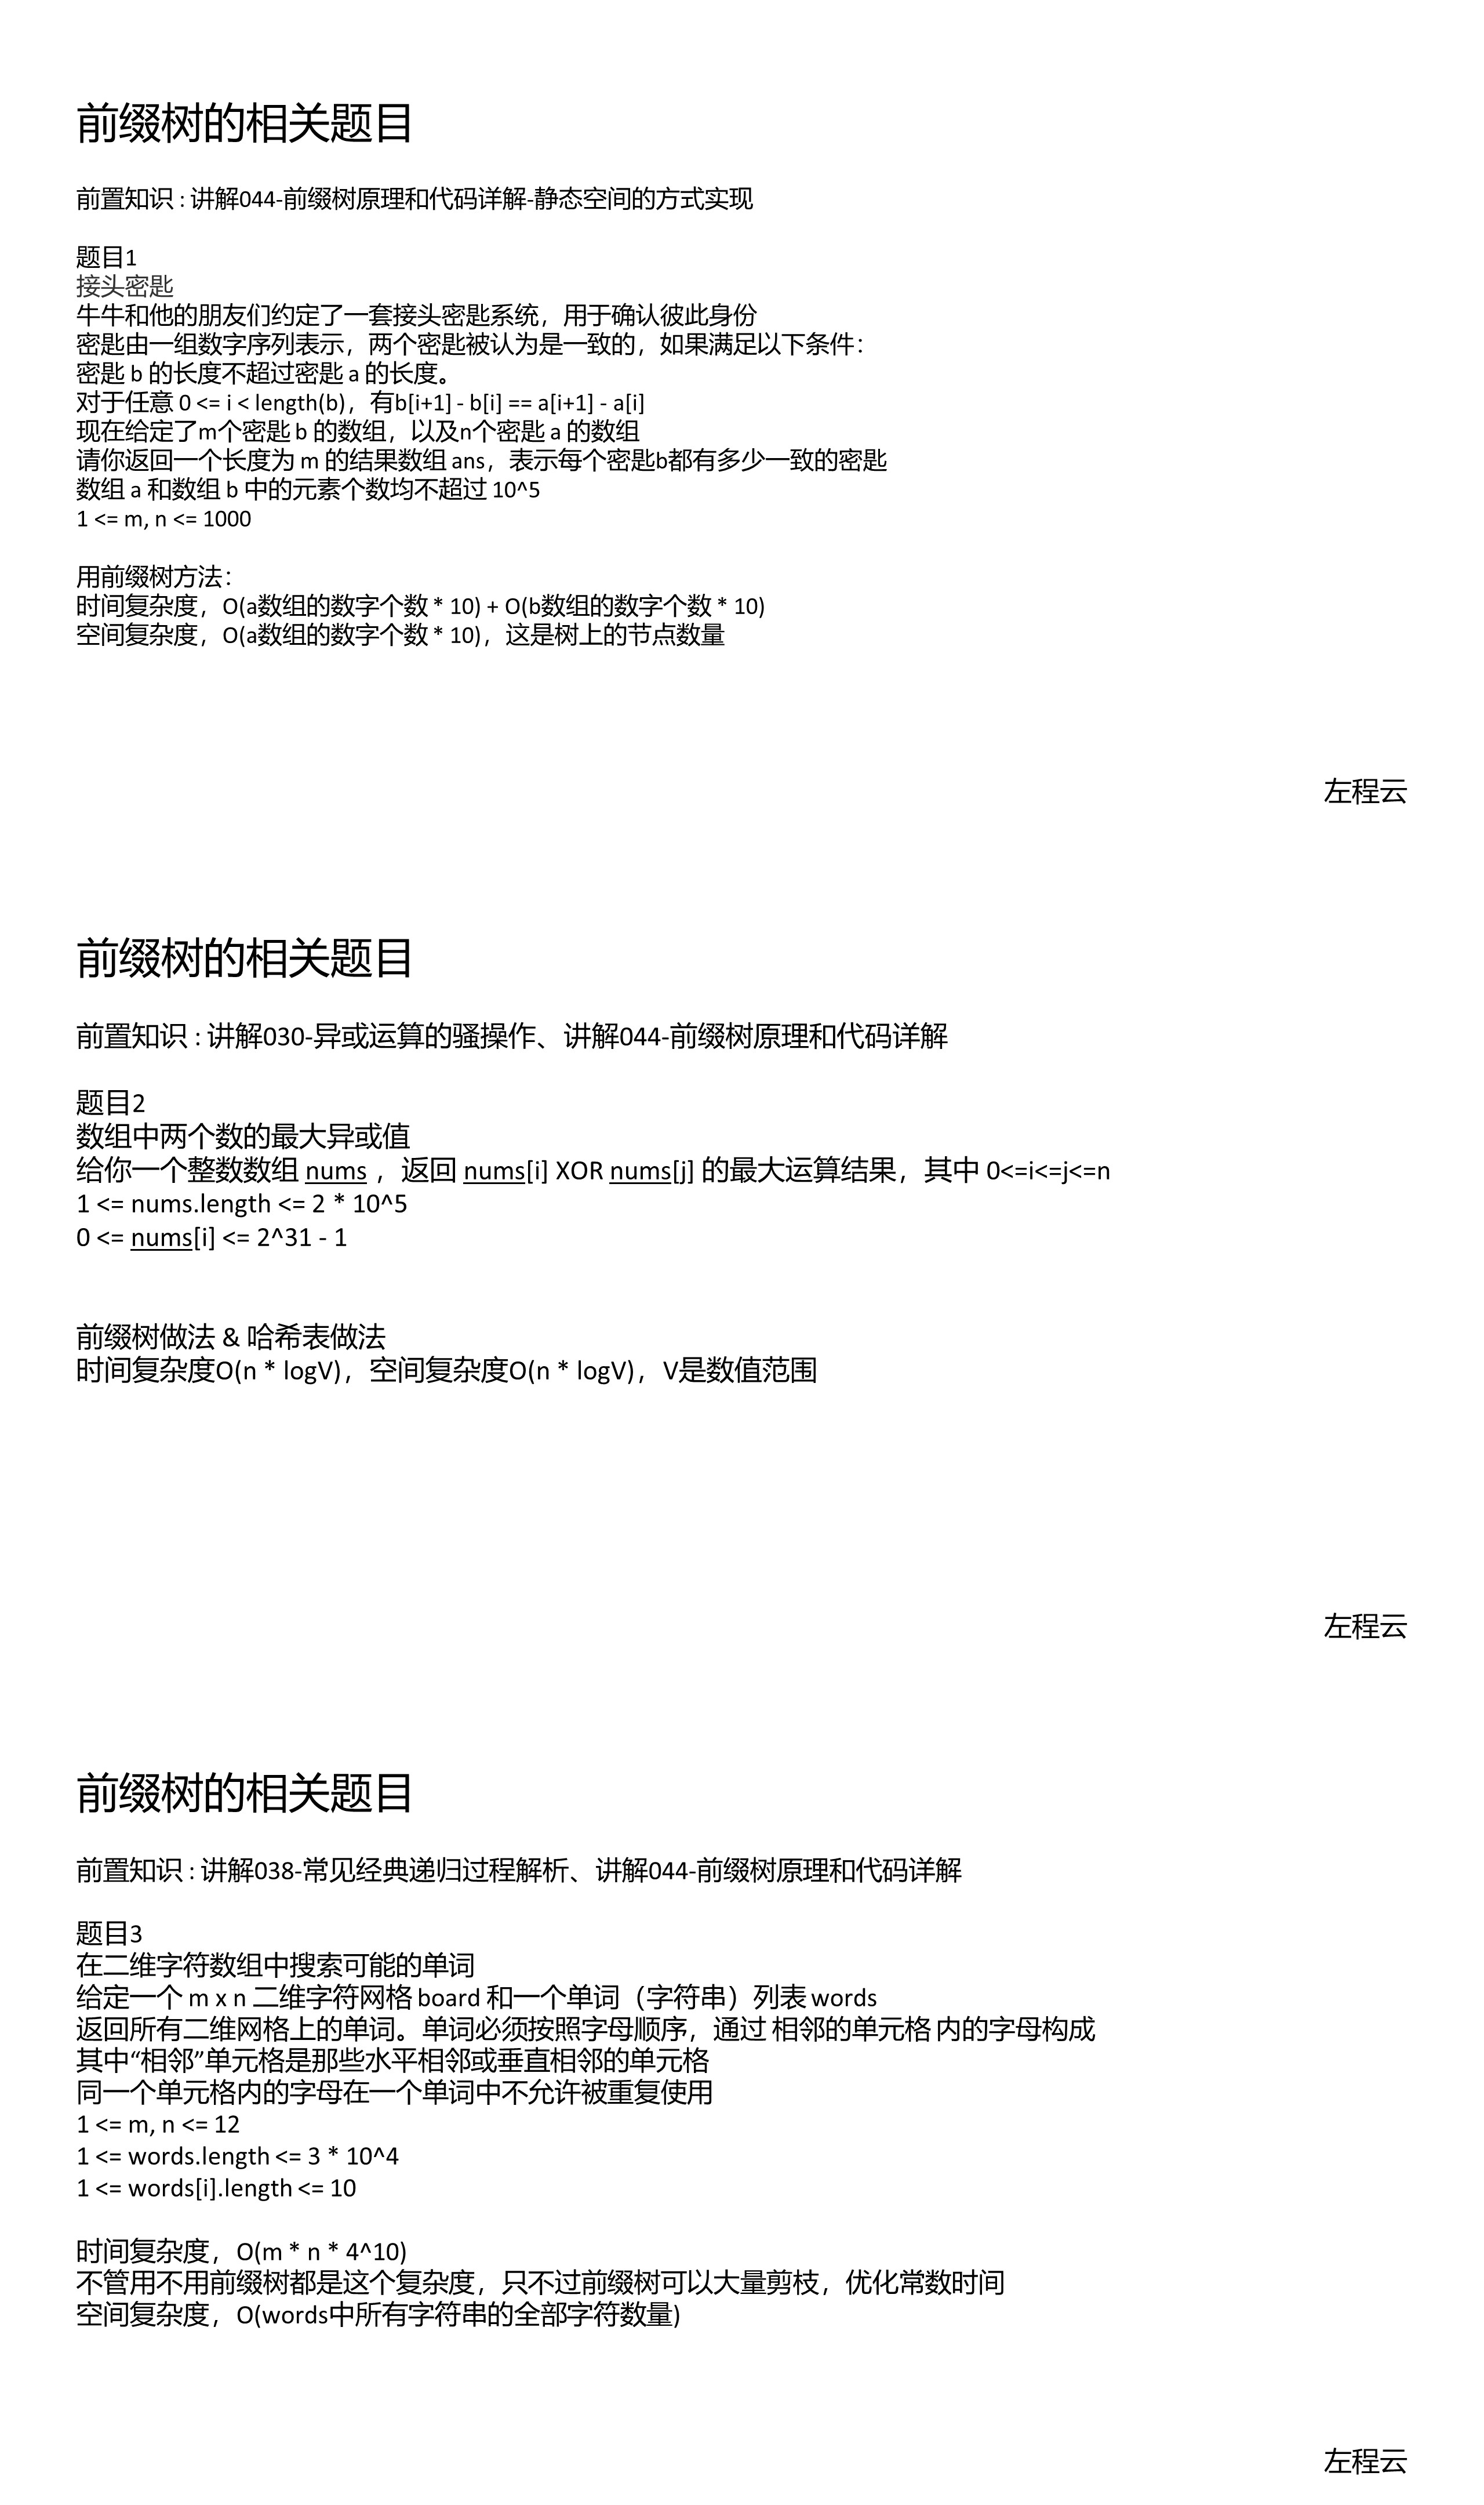 前缀树的相关题目
前置知识 : 讲解044-前缀树原理和代码详解-静态空间的方式实现
题目1
接头密匙
牛牛和他的朋友们约定了一套接头密匙系统，用于确认彼此身份
密匙由一组数字序列表示，两个密匙被认为是一致的，如果满足以下条件：
密匙 b 的长度不超过密匙 a 的长度。
对于任意 0 <= i < length(b)，有b[i+1] - b[i] == a[i+1] - a[i]
现在给定了m个密匙 b 的数组，以及n个密匙 a 的数组
请你返回一个长度为 m 的结果数组 ans，表示每个密匙b都有多少一致的密匙
数组 a 和数组 b 中的元素个数均不超过 10^5
1 <= m, n <= 1000
用前缀树方法：
时间复杂度，O(a数组的数字个数 * 10) + O(b数组的数字个数 * 10)
空间复杂度，O(a数组的数字个数 * 10)，这是树上的节点数量
左程云
前缀树的相关题目
前置知识 : 讲解030-异或运算的骚操作、讲解044-前缀树原理和代码详解
题目2
数组中两个数的最大异或值
给你一个整数数组 nums ，返回 nums[i] XOR nums[j] 的最大运算结果，其中 0<=i<=j<=n
1 <= nums.length <= 2 * 10^5
0 <= nums[i] <= 2^31 - 1
前缀树做法 & 哈希表做法
时间复杂度O(n * logV)，空间复杂度O(n * logV)，V是数值范围
左程云
前缀树的相关题目
前置知识 : 讲解038-常见经典递归过程解析、讲解044-前缀树原理和代码详解
题目3
在二维字符数组中搜索可能的单词
给定一个 m x n 二维字符网格 board 和一个单词（字符串）列表 words
返回所有二维网格上的单词。单词必须按照字母顺序，通过 相邻的单元格 内的字母构成
其中“相邻”单元格是那些水平相邻或垂直相邻的单元格
同一个单元格内的字母在一个单词中不允许被重复使用
1 <= m, n <= 12
1 <= words.length <= 3 * 10^4
1 <= words[i].length <= 10
时间复杂度，O(m * n * 4^10)
不管用不用前缀树都是这个复杂度，只不过前缀树可以大量剪枝，优化常数时间
空间复杂度，O(words中所有字符串的全部字符数量)
左程云